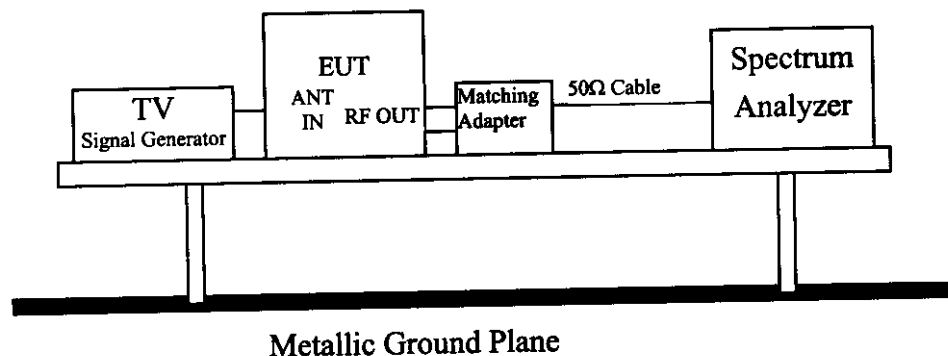 TV
Signal Generator
EUT
ANT
IN
RF OUT
Matching
Adapter
50Ω Cable
Spectrum
Analyzer
Metallic Ground Plane